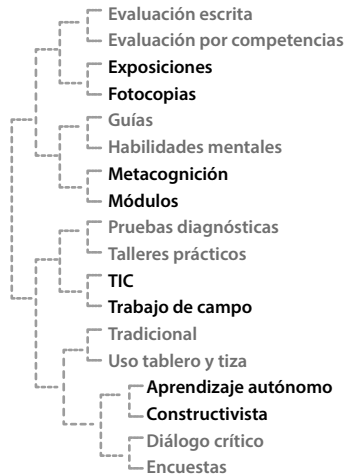 Evaluación escrita
Evaluación por competencias
Exposiciones
Fotocopias
Guías
Habilidades mentales
Metacognición
Módulos
Pruebas diagnósticas
Talleres prácticos
TIC
Trabajo de campo
Tradicional
Uso tablero y tiza
Aprendizaje autónomo
Constructivista
Diálogo crítico
Encuestas